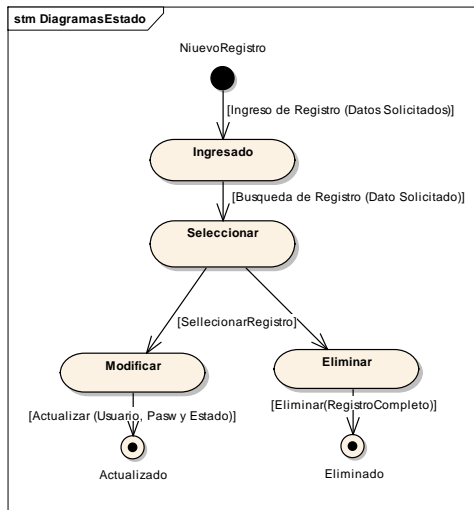 stm DiagramasEstado
NiuevoRegistro
[Ingreso de Registro (Datos Solicitados)]
Ingresado
[Busqueda de Registro (Dato Solicitado)]
Seleccionar
[SellecionarRegistro]
Modificar
Eliminar
[Actualizar (Usuario, Pasw y Estado)]
[Eliminar(RegistroCompleto)]
Actualizado
Eliminado